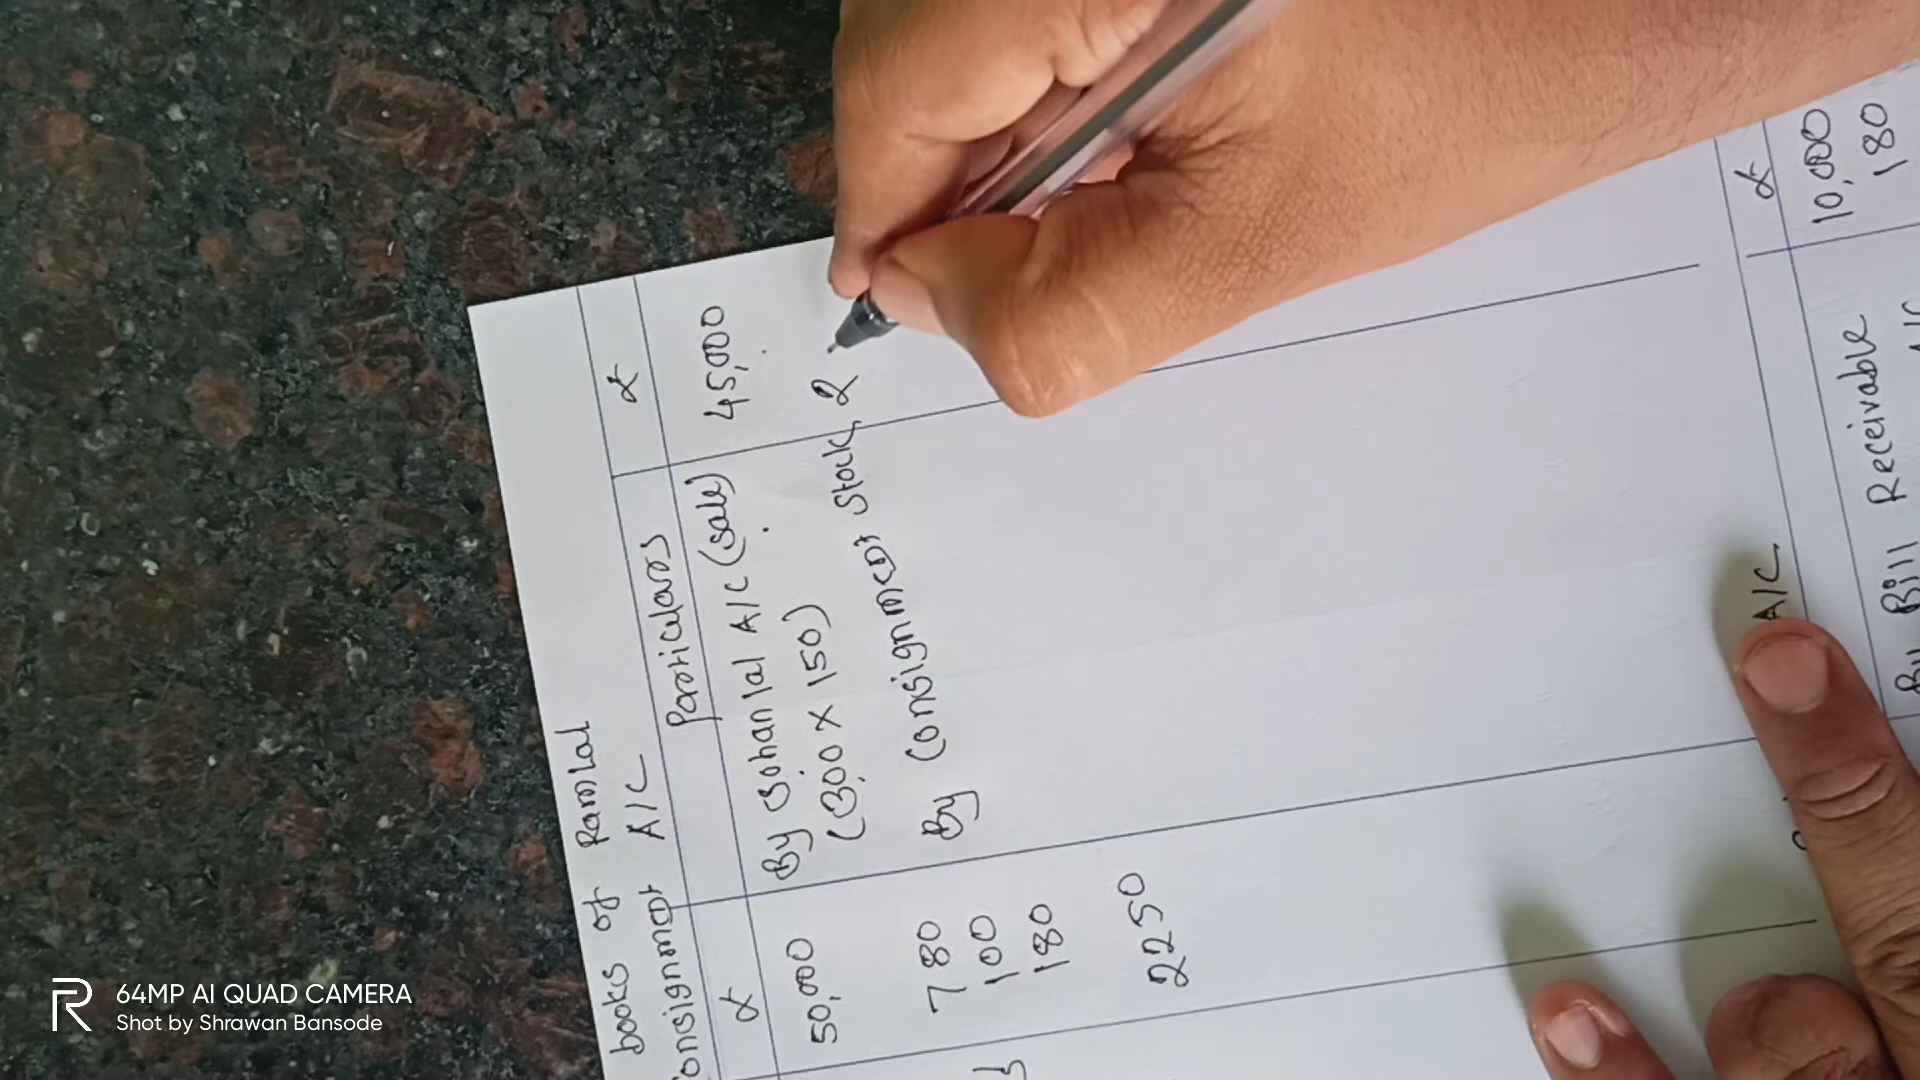 books of Ramlal
Consignment A/C
₹ Particulars ₹
50,000 By Sohanlal A/C (sale) 45,000
(300 x 150)
780 By Consignment Stock 2
100
180
2250
A/C
₹
By Bill Receivable 10,000
180
64MP AI QUAD CAMERA
Shot by Shrawan Bansode